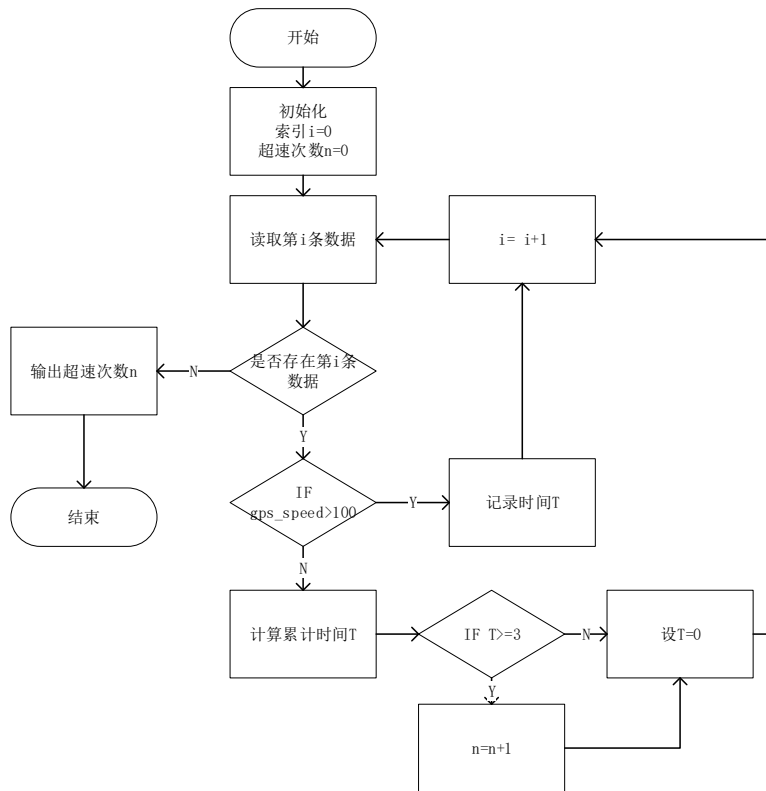 开始
初始化
索引i=0
超速次数n=0
读取第i条数据
i= i+1
是否存在第i条
数据
N
输出超速次数n
Y
IF
gps_speed>100
Y
记录时间T
结束
N
计算累计时间T
IF T>=3
N
设T=0
Y
n=n+1